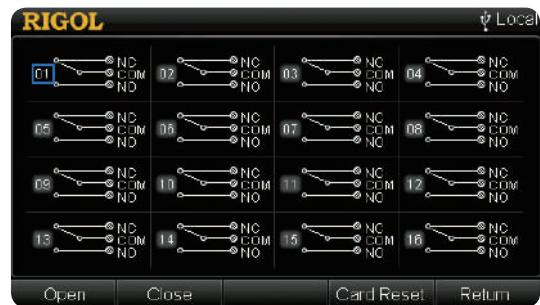 RIGOL Local
NC NC NC NC
01 COM 02 COM 03 COM 04 COM
NO NO NO NO
NC NC NC NC
05 COM 06 COM 07 COM 08 COM
NO NO NO NO
NC NC NC NC
09 COM 10 COM 11 COM 12 COM
NO NO NO NO
NC NC NC NC
13 COM 14 COM 15 COM 16 COM
NO NO NO NO
Open Close Card Reset Return